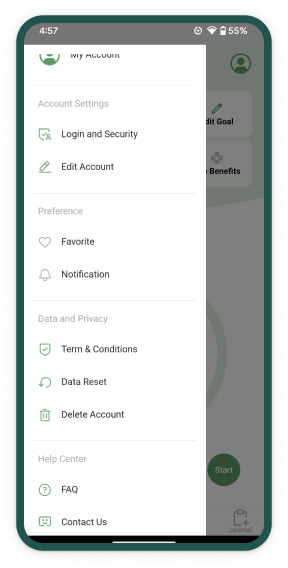 4:57
55%
My Account
Account Settings
dit Goal
Login and Security
Edit Account
Benefits
Preference
Favorite
Notification
Data and Privacy
Term & Conditions
Data Reset
Delete Account
Help Center
Start
FAQ
Contact Us
Journal